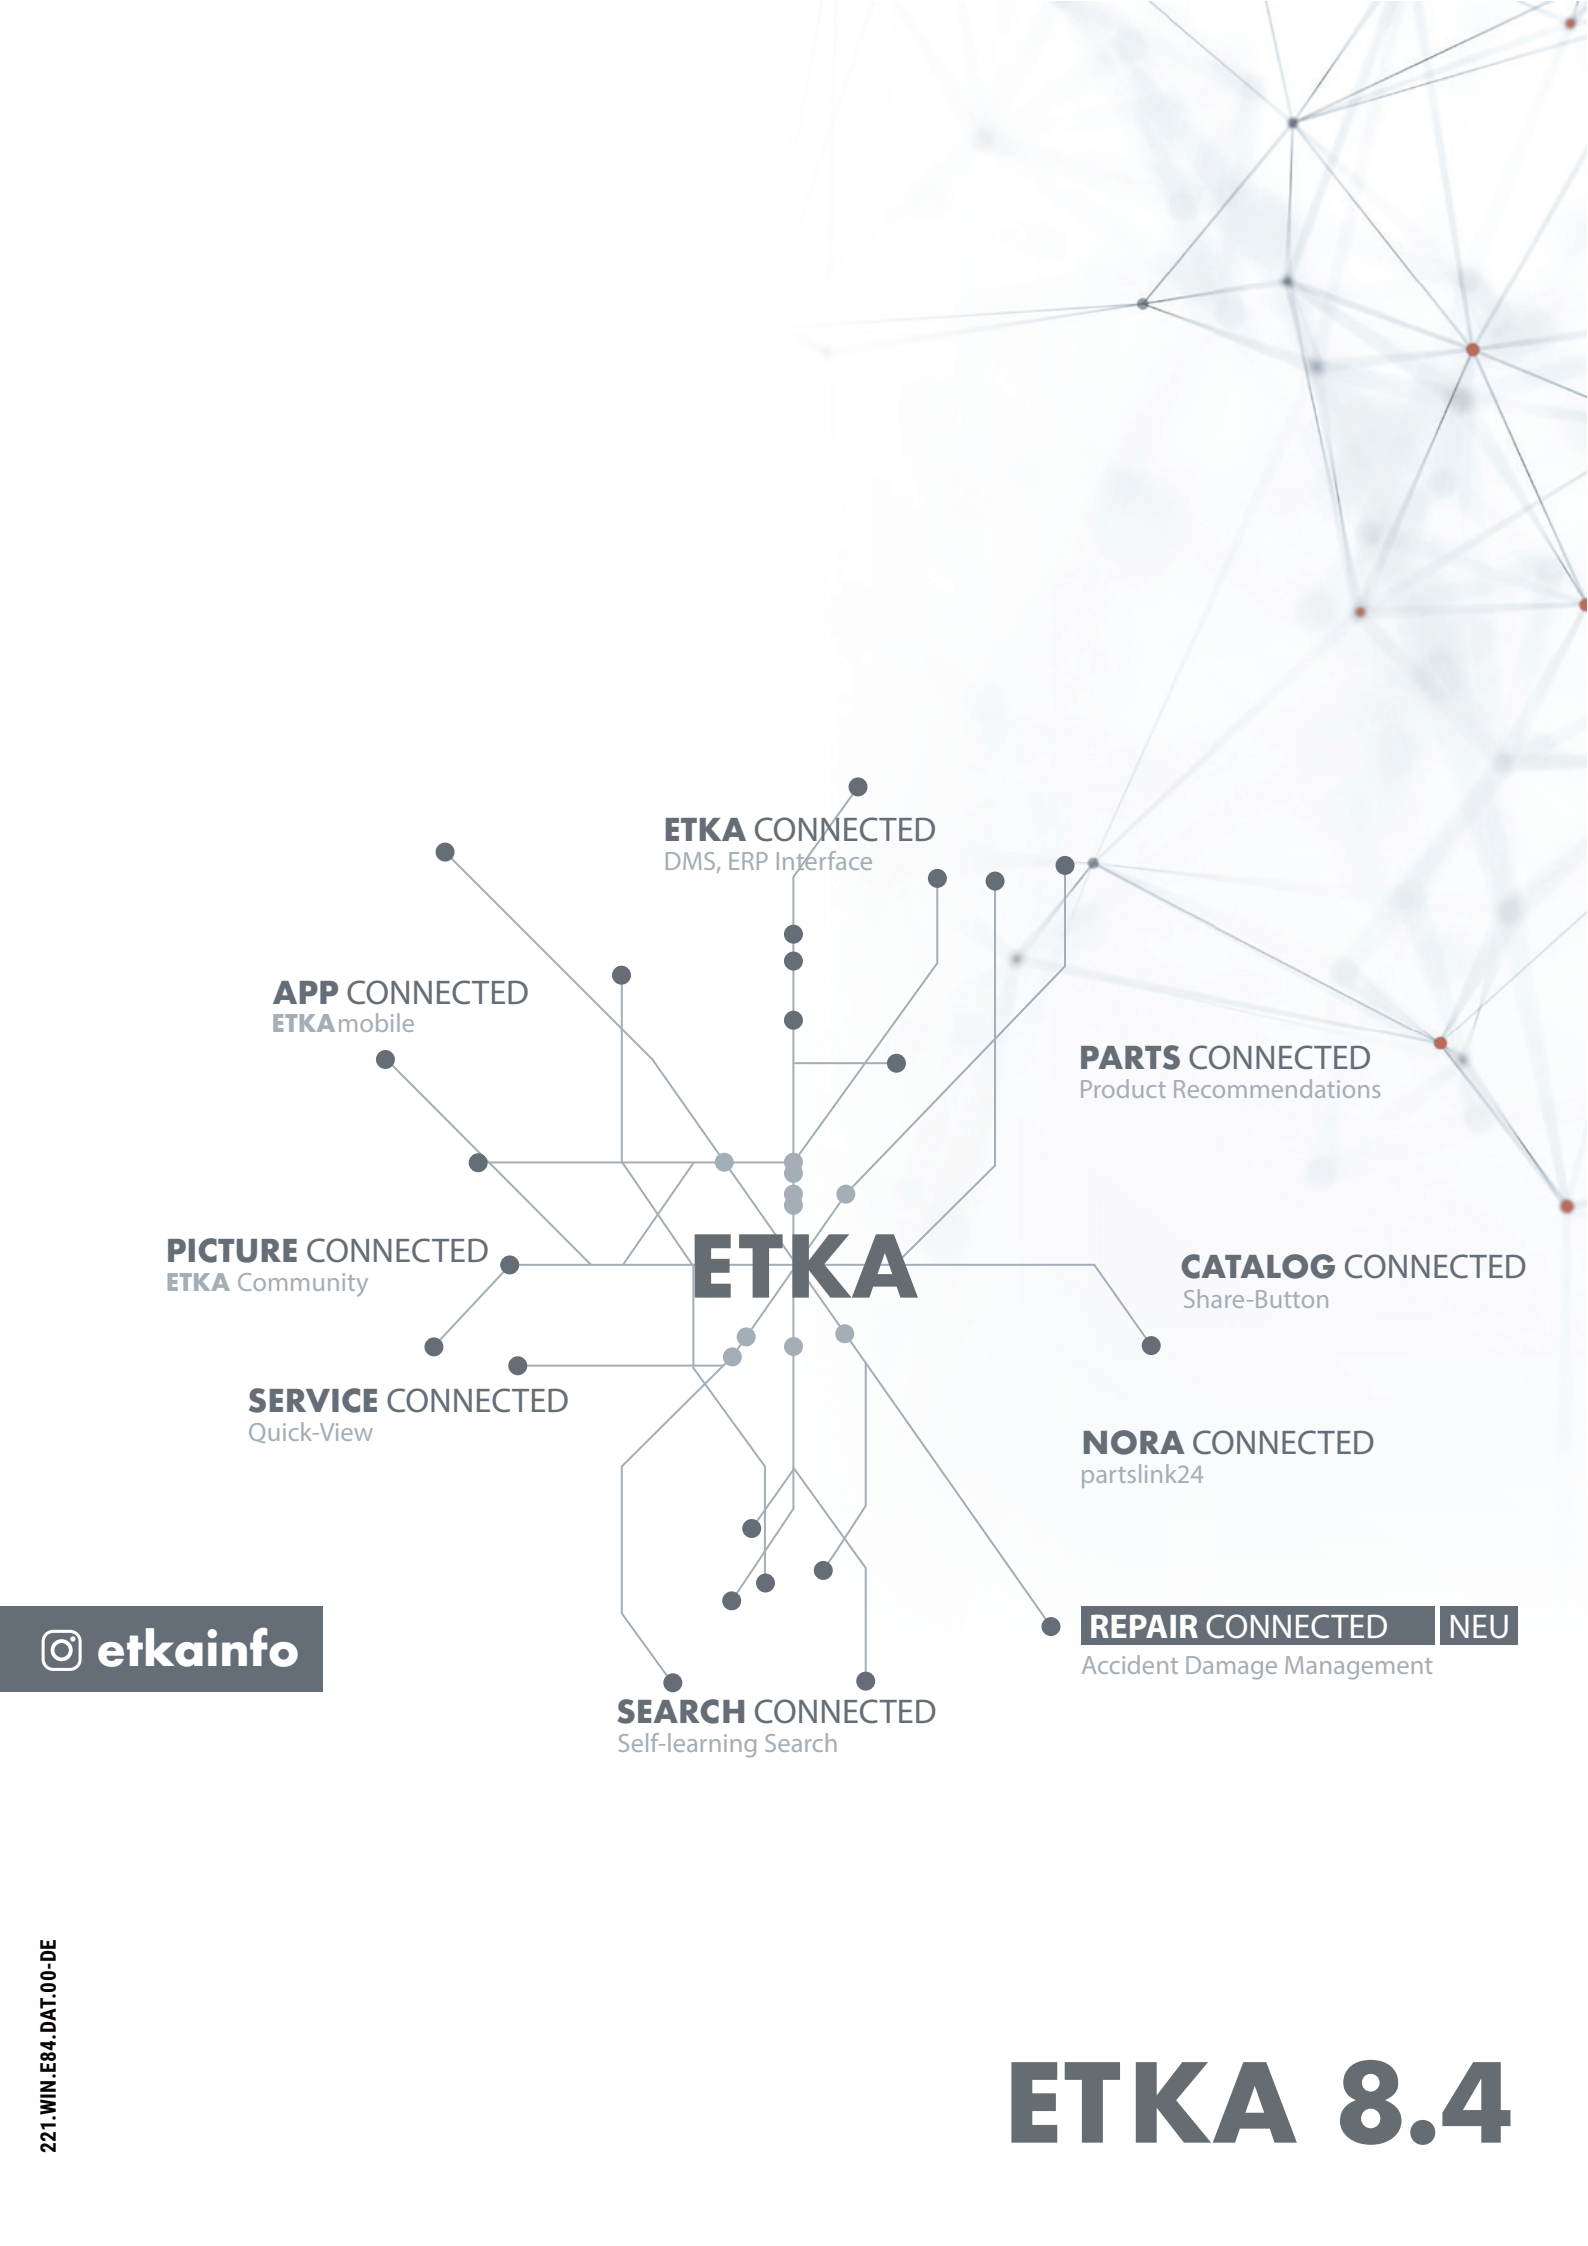 ETKA CONNECTED
DMS, ERP Interface
APP CONNECTED
ETKAmobile
PARTS CONNECTED
Product Recommendations
PICTURE CONNECTED
ETKA Community
ETKA
CATALOG CONNECTED
Share-Button
SERVICE CONNECTED
Quick-View
NORA CONNECTED
partslink24
REPAIR CONNECTED NEU
Accident Damage Management
etkainfo
SEARCH CONNECTED
Self-learning Search
221.WIN.E84.DAT.00-DE
ETKA 8.4